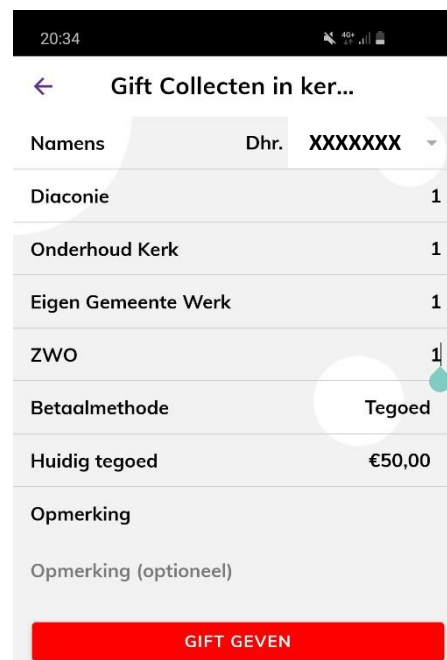 20:34 4G+
Gift Collecten in ker...
Namens Dhr. XXXXXXX
Diaconie 1
Onderhoud Kerk 1
Eigen Gemeente Werk 1
ZWO 1
Betaalmethode Tegoed
Huidig tegoed €50,00
Opmerking
Opmerking (optioneel)
GIFT GEVEN